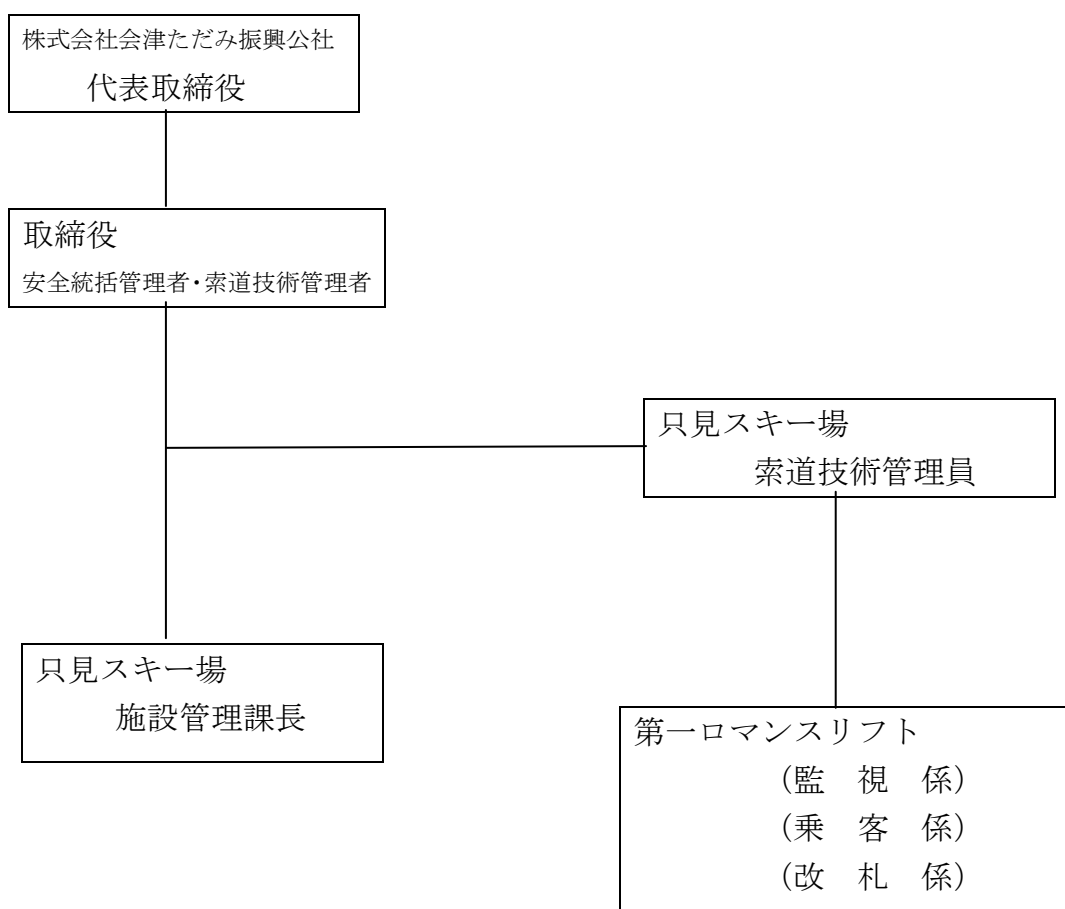 株式会社会津ただみ振興公社
代表取締役
取締役
安全統括管理者・索道技術管理者
只見スキー場
索道技術管理員
只見スキー場
施設管理課長
第一ロマンスリフト
（監　視　係）
（乗　客　係）
（改　札　係）